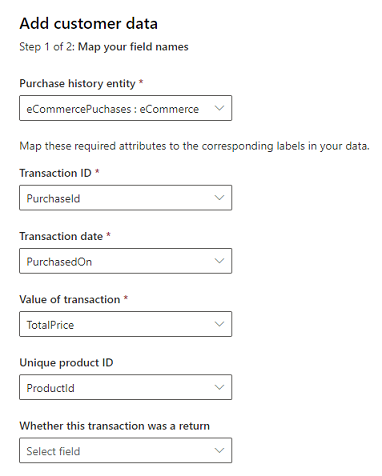 Add customer data
Step 1 of 2: Map your field names
Purchase history entity *
eCommercePuchases : eCommerce
Map these required attributes to the corresponding labels in your data.
Transaction ID *
PurchaseId
Transaction date *
PurchasedOn
Value of transaction *
TotalPrice
Unique product ID
ProductId
Whether this transaction was a return
Select field